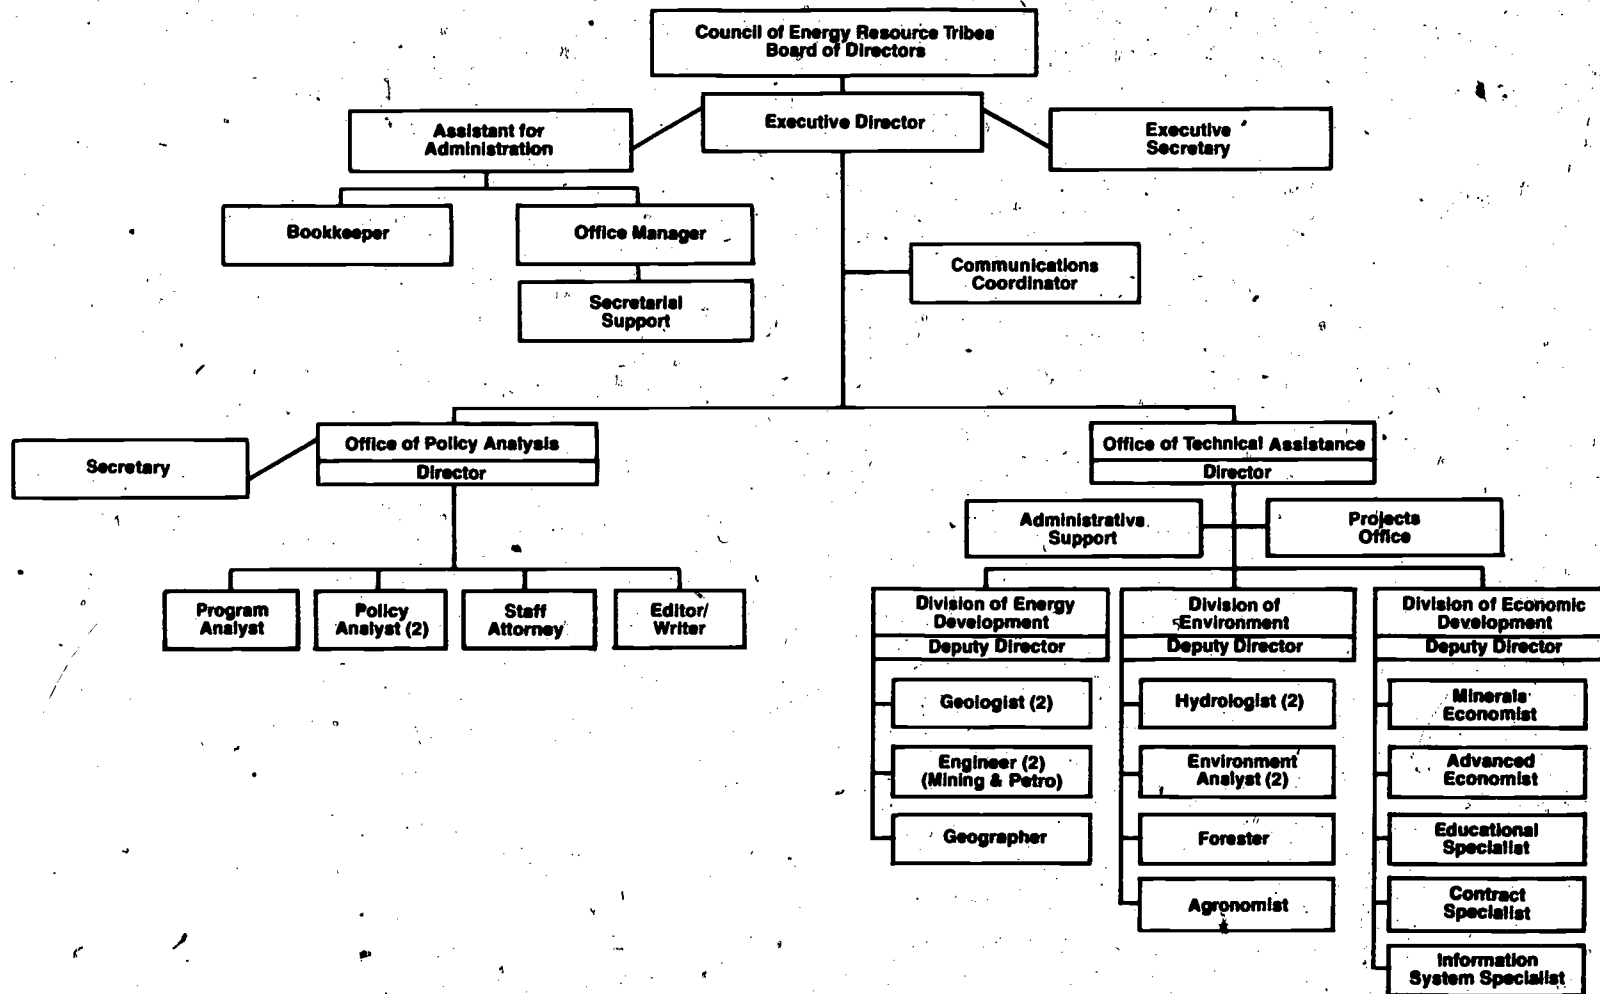 Council of Energy Resource Tribes
Board of Directors
Executive Director
Assistant for
Administration
Executive
Secretary
Bookkeeper
Office Manager
Secretarial
Support
Communications
Coordinator
Secretary
Office of Policy Analysis
Director
Office of Technical Assistance
Director
Administrative
Support
Projects
Office
Program
Analyst
Policy
Analyst (2)
Staff
Attorney
Editor/
Writer
Division of Energy
Development
Deputy Director
Geologist (2)
Engineer (2)
(Mining & Petro)
Geographer
Division of
Environment
Deputy Director
Hydrologist (2)
Environment
Analyst (2)
Forester
Agronomist
Division of Economic
Development
Deputy Director
Minerals
Economist
Advanced
Economist
Educational
Specialist
Contract
Specialist
Information
System Specialist